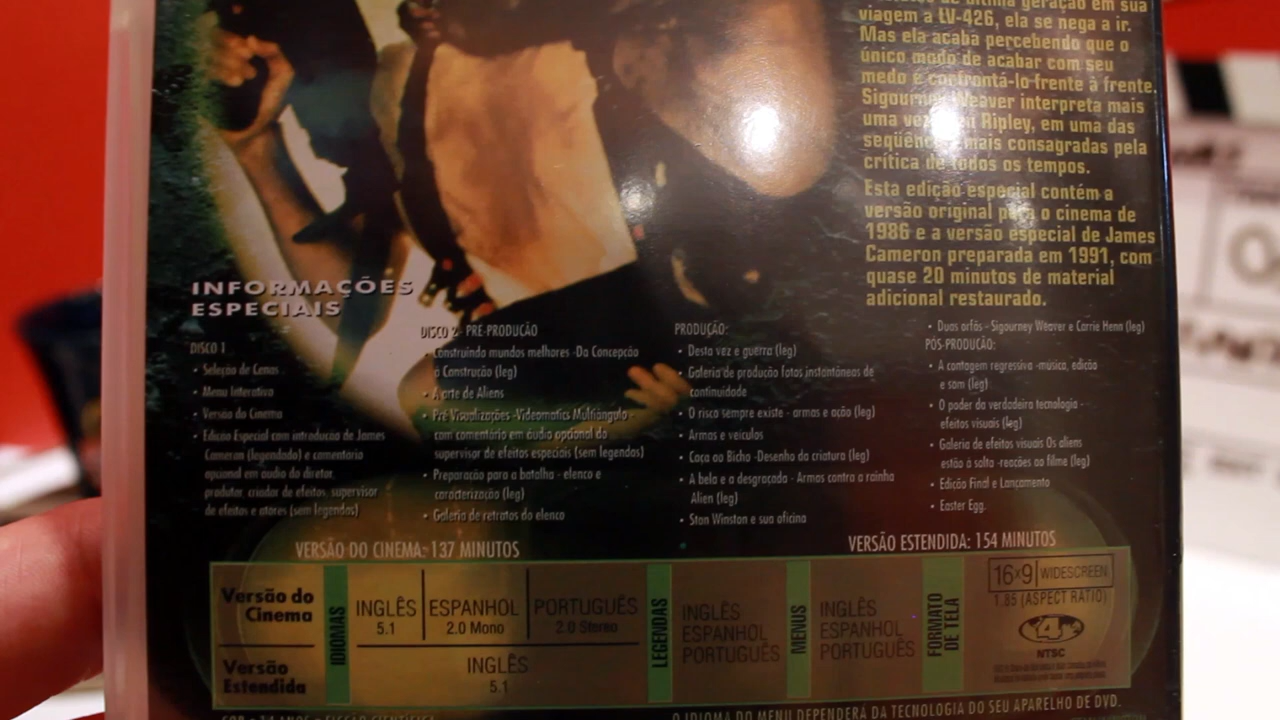 última geração em sua
viagem a LV-426, ela se nega a ir.
Mas ela acaba percebendo que o
único modo de acabar com seu
medo é confrontá-lo frente à frente.
Sigourney Weaver interpreta mais
uma vez Ripley, em uma das
mais consagradas pela
crítica de todos os tempos.
Esta edição especial contém a
versão original para o cinema de
1986 e a versão especial de James
Cameron preparada em 1991, com
quase 20 minutos de material
adicional restaurado.
INFORMAÇÕES
ESPECIAIS
DISCO 1
• Seleção de Cenas
• Menu Interativo
• Versão do Cinema
• Edição Especial com introdução de James
Cameron (legendado) e comentário
opcional em áudio do diretor,
produtor, criador de efeitos, supervisor
de efeitos e atores (sem legendas)
DISCO 2 - PRÉ-PRODUÇÃO
• Construindo mundos melhores -Da Concepção
à Construção (leg)
• A arte de Aliens
• Pré-Visualizações -Videomatics Multiângulo -
com comentário em áudio opcional do
supervisor de efeitos especiais (sem legendas)
• Preparação para a batalha - elenco e
caracterização (leg)
• Galeria de retratos do elenco
PRODUÇÃO:
• Desta vez é guerra (leg)
• Galeria de produção fotos instantâneas de
continuidade
• O risco sempre existe - armas e ação (leg)
• Armas e veículos
• Caça ao Bicho -Desenho da criatura (leg)
• A bela e a desgraçada - Armas contra a rainha
Alien (leg)
• Stan Winston e sua oficina
• Duas orfãs - Sigourney Weaver e Carrie Henn (leg)
PÓS-PRODUÇÃO:
• A contagem regressiva -música, edição
e som (leg)
• O poder da verdadeira tecnologia -
efeitos visuais (leg)
• Galeria de efeitos visuais Os aliens
estão à solta -reações ao filme (leg)
• Edição Final e Lançamento
• Easter Egg.
VERSÃO DO CINEMA: 137 MINUTOS
VERSÃO ESTENDIDA: 154 MINUTOS
Versão do
Cinema
Versão
Estendida
IDIOMAS
INGLÊS
5.1
ESPANHOL
2.0 Mono
PORTUGUÊS
2.0 Stereo
INGLÊS
5.1
LEGENDAS
INGLÊS
ESPANHOL
PORTUGUÊS
MENUS
INGLÊS
ESPANHOL
PORTUGUÊS
FORMATO
DE TELA
16x9 WIDESCREEN
1.85 (ASPECT RATIO)
4
NTSC
O IDIOMA DO MENU DEPENDERÁ DA TECNOLOGIA DO SEU APARELHO DE DVD.